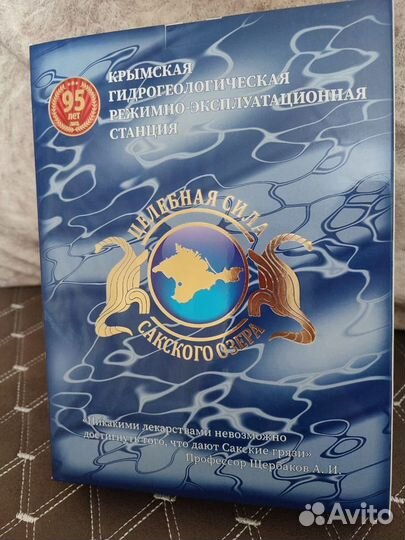 95
ЛЕТ
КРЫМСКАЯ
ГИДРОГЕОЛОГИЧЕСКАЯ
РЕЖИМНО-ЭКСПЛУАТАЦИОННАЯ
СТАНЦИЯ
ЦЕЛЕБНАЯ СИЛА
САКСКОГО ОЗЕРА
«Никакими лекарствами невозможно
достигнуть того, что дают Сакские грязи»
Профессор Щербаков А. И.
Avito